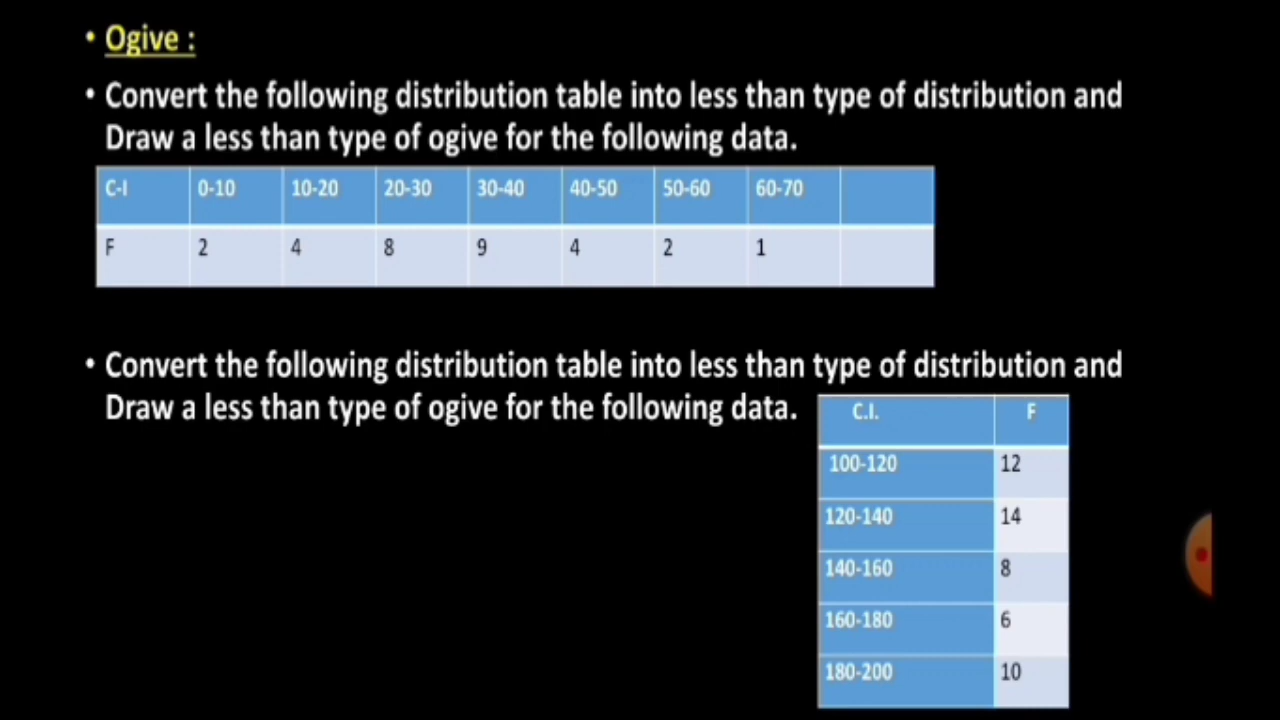 • Ogive :
• Convert the following distribution table into less than type of distribution and
Draw a less than type of ogive for the following data.
C-I 0-10 10-20 20-30 30-40 40-50 50-60 60-70
F 2 4 8 9 4 2 1
• Convert the following distribution table into less than type of distribution and
Draw a less than type of ogive for the following data.
C.I. F
100-120 12
120-140 14
140-160 8
160-180 6
180-200 10